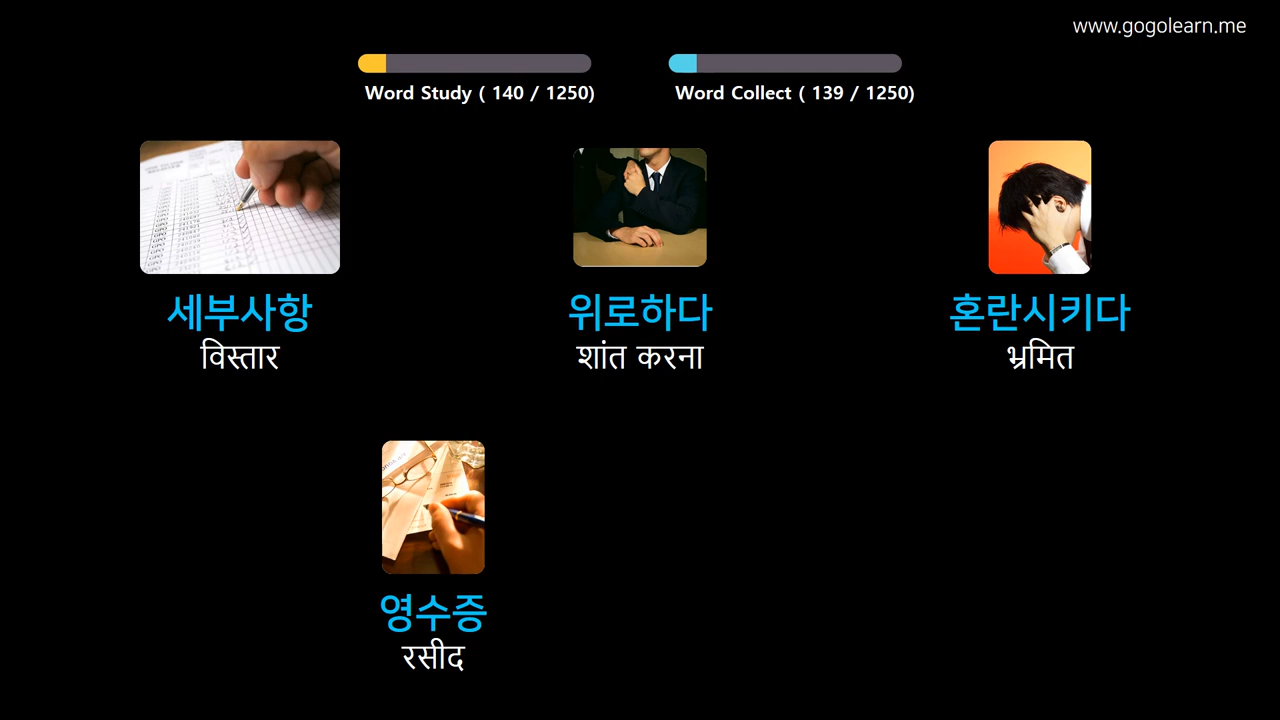 www.gogolearn.me
Word Study ( 140 / 1250)
Word Collect ( 139 / 1250)
세부사항
विस्तार
위로하다
शांत करना
혼란시키다
भ्रमित
영수증
रसीद